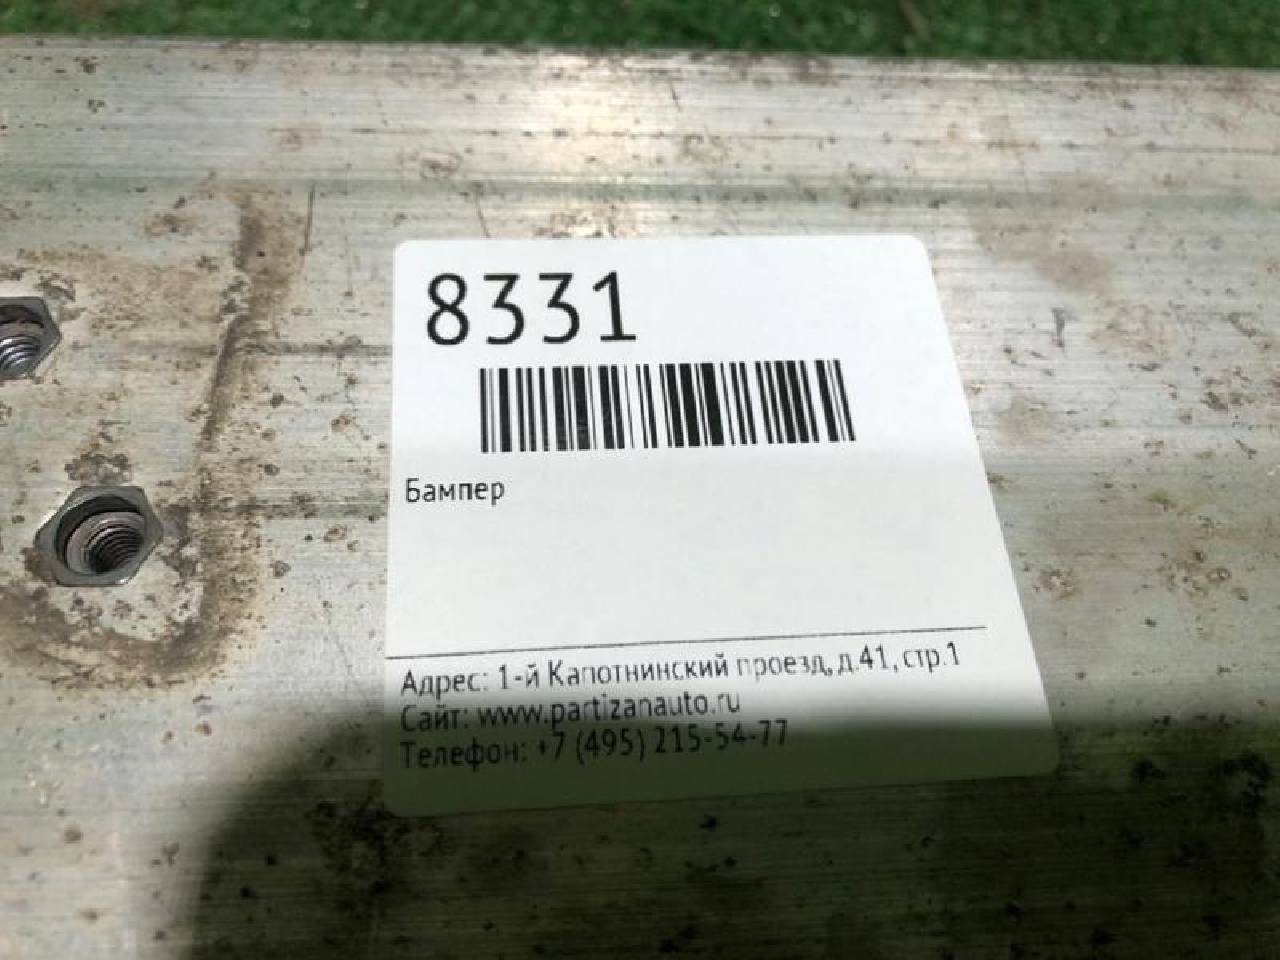 8331
Бампер
Адрес: 1-й Капотнинский проезд, д.41, стр.1
Сайт: www.partizanauto.ru
Телефон: +7 (495) 215-54-77